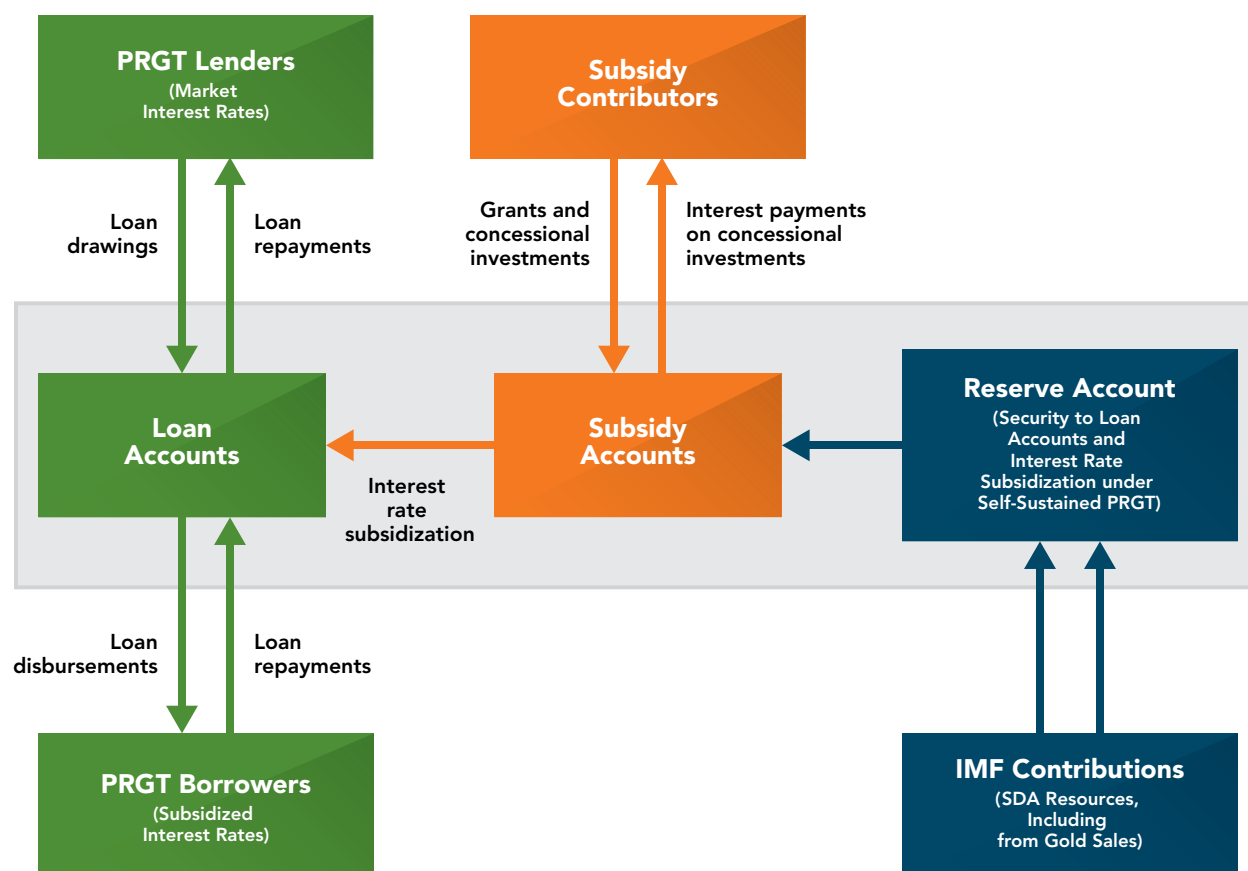 PRGT Lenders
(Market
Interest Rates)
Subsidy
Contributors
Loan
drawings
Loan
repayments
Grants and
concessional
investments
Interest payments
on concessional
investments
Loan
Accounts
Interest
rate
subsidization
Subsidy
Accounts
Reserve Account
(Security to Loan
Accounts and
Interest Rate
Subsidization under
Self-Sustained PRGT)
Loan
disbursements
Loan
repayments
PRGT Borrowers
(Subsidized
Interest Rates)
IMF Contributions
(SDA Resources,
Including
from Gold Sales)